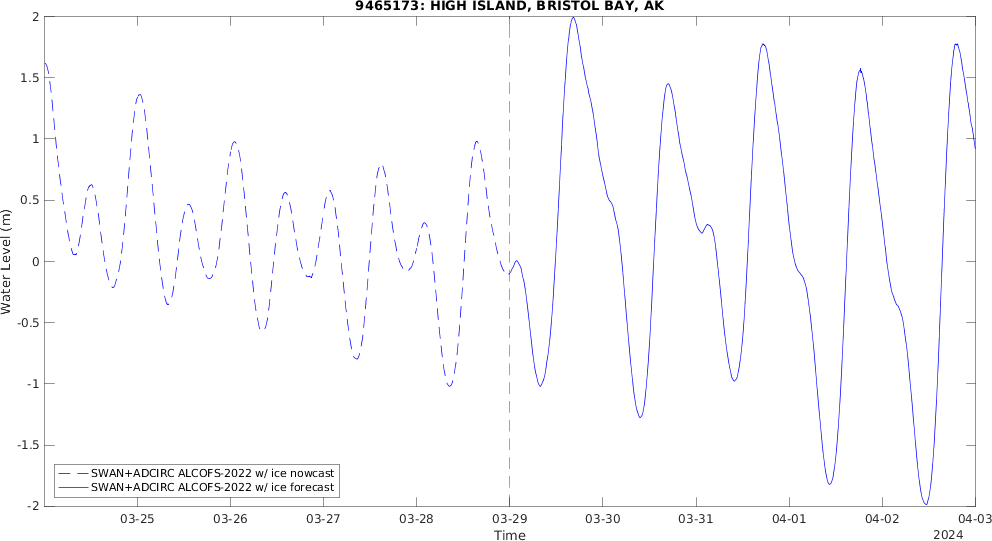 9465173: HIGH ISLAND, BRISTOL BAY, AK
2
1.5
1
0.5
0
-0.5
-1
-1.5
-2
Water Level (m)
SWAN+ADCIRC ALCOFS-2022 w/ ice nowcast
SWAN+ADCIRC ALCOFS-2022 w/ ice forecast
03-25 03-26 03-27 03-28 03-29 03-30 03-31 04-01 04-02 04-03
Time
2024